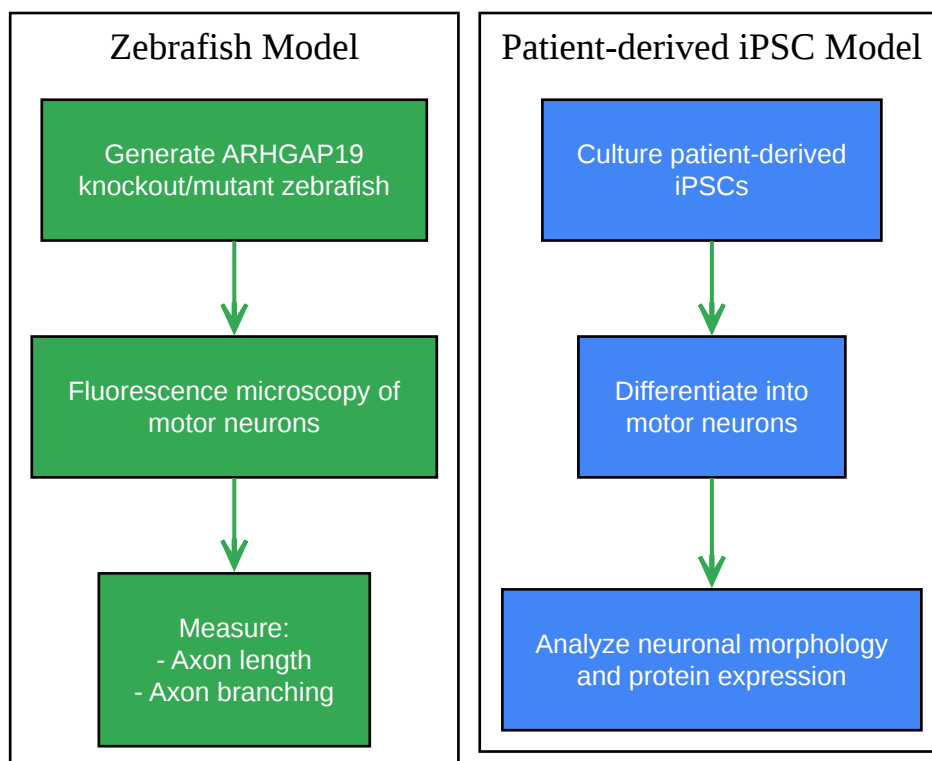 Zebrafish Model
Generate ARHGAP19
knockout/mutant zebrafish
Fluorescence microscopy of
motor neurons
Measure:
- Axon length
- Axon branching
Patient-derived iPSC Model
Culture patient-derived
iPSCs
Differentiate into
motor neurons
Analyze neuronal morphology
and protein expression